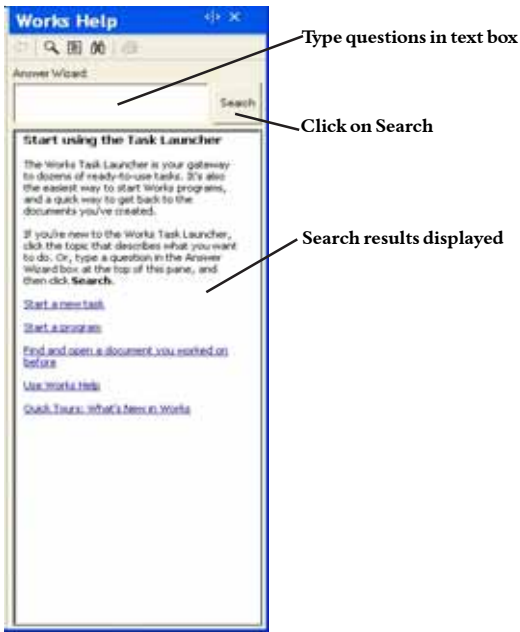 Works Help
Type questions in text box
Answer Wizard
Search
Click on Search
Start using the Task Launcher
The Works Task Launcher is your gateway
to dozens of ready-to-use tasks. It's also
the easiest way to start Works programs,
and a quick way to get back to the
documents you've created.
If you're new to the Works Task Launcher,
click the topic that describes what you want
to do. Or, type a question in the Answer
Wizard box at the top of this pane, and
then click Search.
Search results displayed
Start a new task
Start a program
Find and open a document you worked on
before
Use Works Help
Quick Tours: What's New in Works